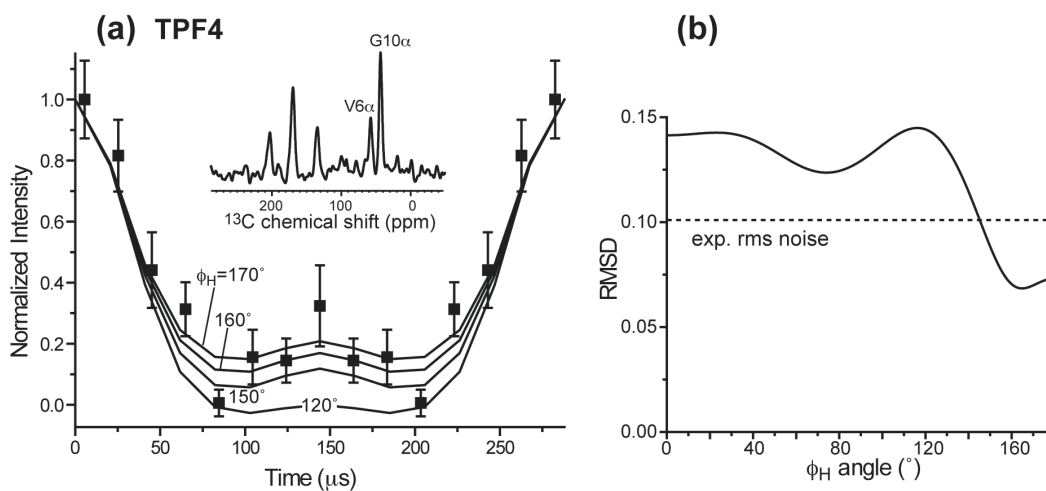 (a) TPF4
G10α
V6α
200 100 0
¹³C chemical shift (ppm)
Normalized Intensity
1.0
0.8
0.6
0.4
0.2
0.0
ϕH=170°
160°
150°
120°
0 50 100 150 200 250
Time (μs)
(b)
RMSD
0.15
0.10
0.05
0.00
exp. rms noise
0 40 80 120 160
ϕH angle (°)